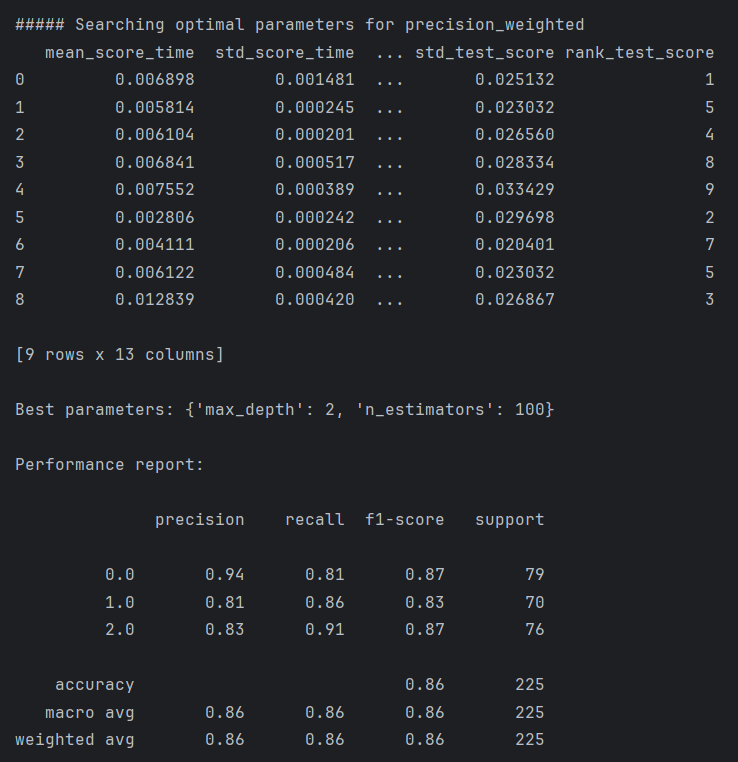 ##### Searching optimal parameters for precision_weighted
   mean_score_time  std_score_time  ... std_test_score rank_test_score
0         0.006898        0.001481  ...       0.025132               1
1         0.005814        0.000245  ...       0.023032               5
2         0.006104        0.000201  ...       0.026560               4
3         0.006841        0.000517  ...       0.028334               8
4         0.007552        0.000389  ...       0.033429               9
5         0.002806        0.000242  ...       0.029698               2
6         0.004111        0.000206  ...       0.020401               7
7         0.006122        0.000484  ...       0.023032               5
8         0.012839        0.000420  ...       0.026867               3

[9 rows x 13 columns]

Best parameters: {'max_depth': 2, 'n_estimators': 100}

Performance report:

              precision    recall  f1-score   support

         0.0       0.94      0.81      0.87        79
         1.0       0.81      0.86      0.83        70
         2.0       0.83      0.91      0.87        76

    accuracy                           0.86       225
   macro avg       0.86      0.86      0.86       225
weighted avg       0.86      0.86      0.86       225